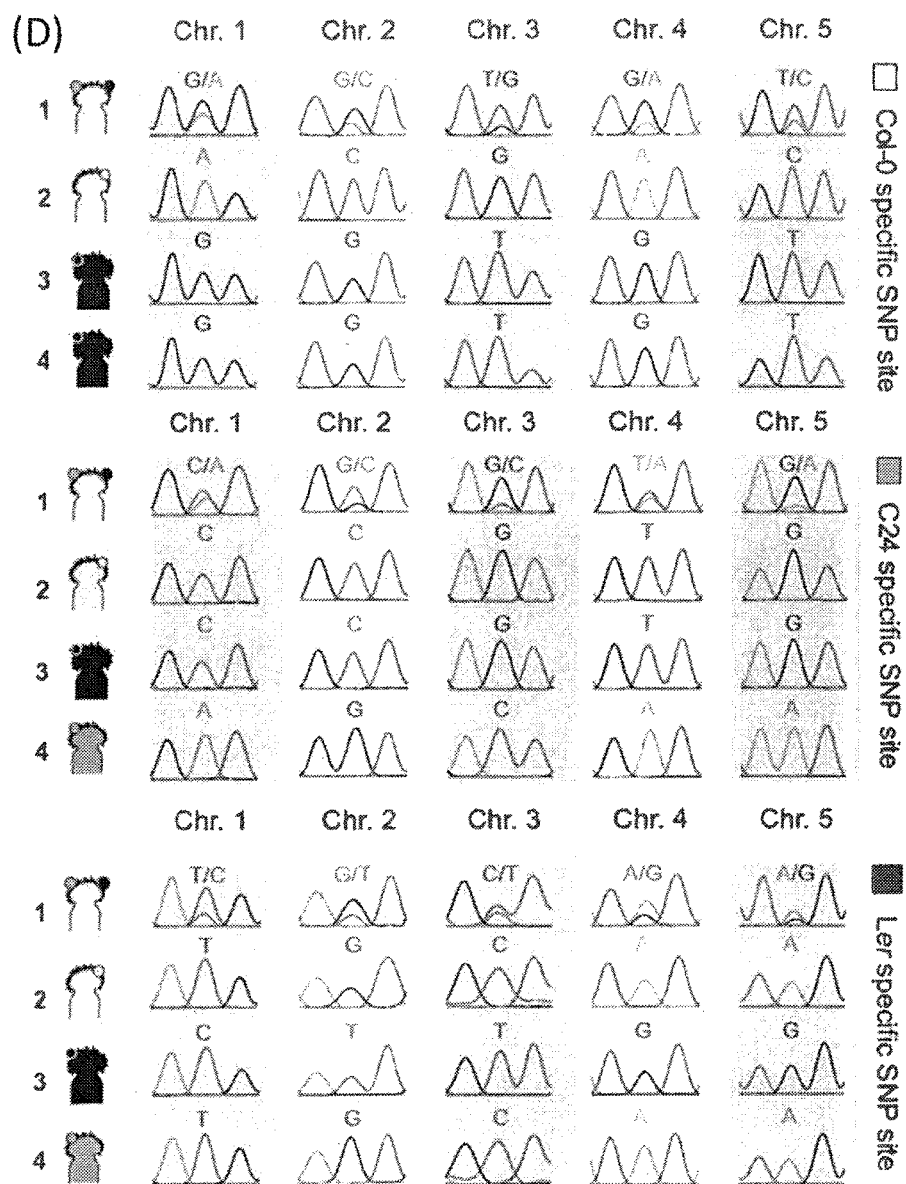 (D) Chr. 1 Chr. 2 Chr. 3 Chr. 4 Chr. 5
1 G/A G/C T/G G/A T/C
2 A C G A C
3 G G T G T
4 G G T G T
Col-0 specific SNP site
Chr. 1 Chr. 2 Chr. 3 Chr. 4 Chr. 5
1 C/A G/C G/C T/A G/A
2 C C G T G
3 C C G T G
4 A G C A A
C24 specific SNP site
Chr. 1 Chr. 2 Chr. 3 Chr. 4 Chr. 5
1 T/C G/T C/T A/G A/G
2 T G C A A
3 C T T G G
4 T G C A A
Ler specific SNP site